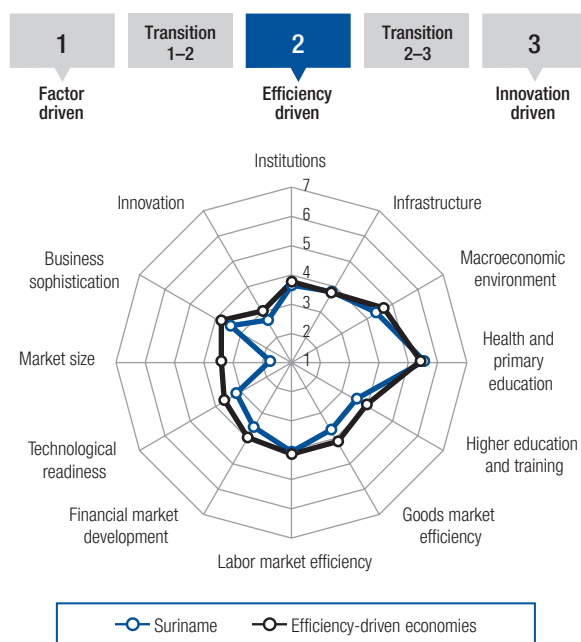 1
Transition
1–2
2
Transition
2–3
3
Factor
driven
Efficiency
driven
Innovation
driven
Institutions
Infrastructure
Macroeconomic
environment
Health and
primary
education
Higher education
and training
Goods market
efficiency
Labor market efficiency
Financial market
development
Technological
readiness
Market size
Business
sophistication
Innovation
7
6
5
4
3
2
1
Suriname
Efficiency-driven economies